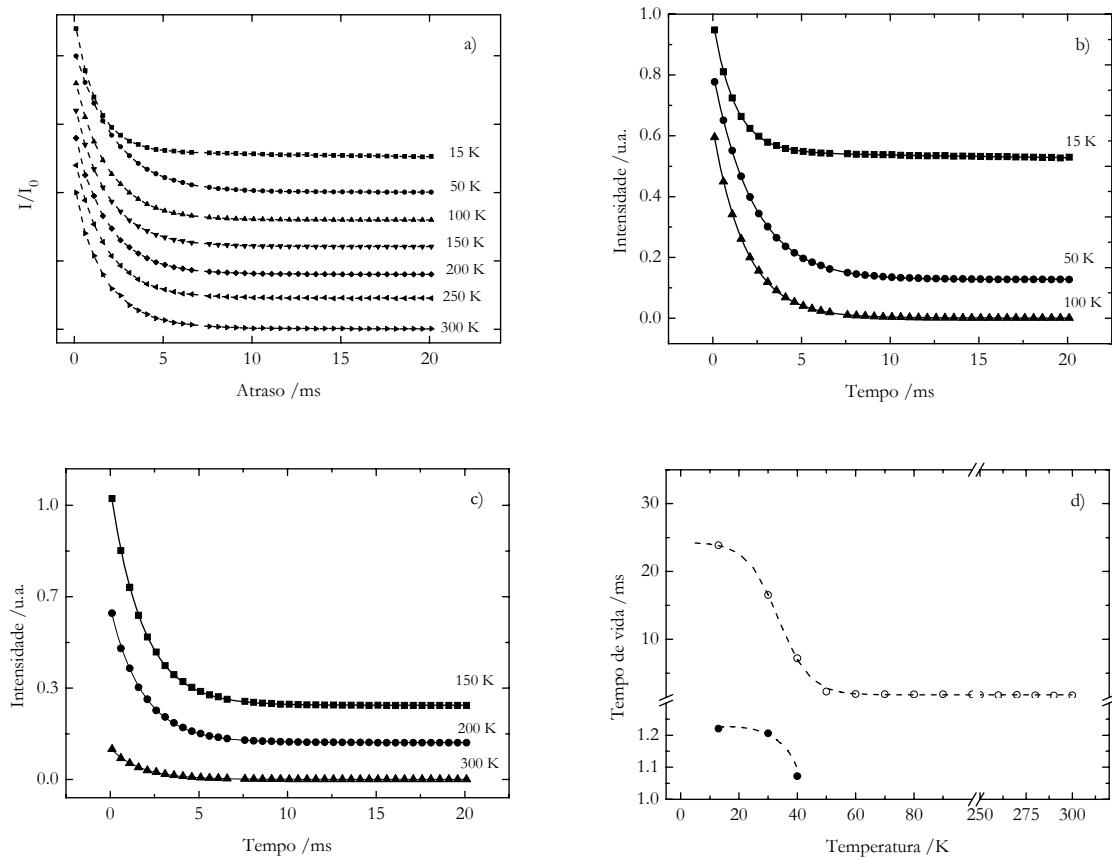 a)
I/I₀
15 K
50 K
100 K
150 K
200 K
250 K
300 K
0 5 10 15 20
Atraso /ms
b)
Intensidade /u.a.
1.0
0.8
0.6
0.4
0.2
0.0
15 K
50 K
100 K
0 5 10 15 20
Tempo /ms
c)
Intensidade /u.a.
1.0
0.7
0.3
0.0
150 K
200 K
300 K
0 5 10 15 20
Tempo /ms
d)
Tempo de vida /ms
30
20
10
1.2
1.1
1.0
0 20 40 60 80 250 275 300
Temperatura /K